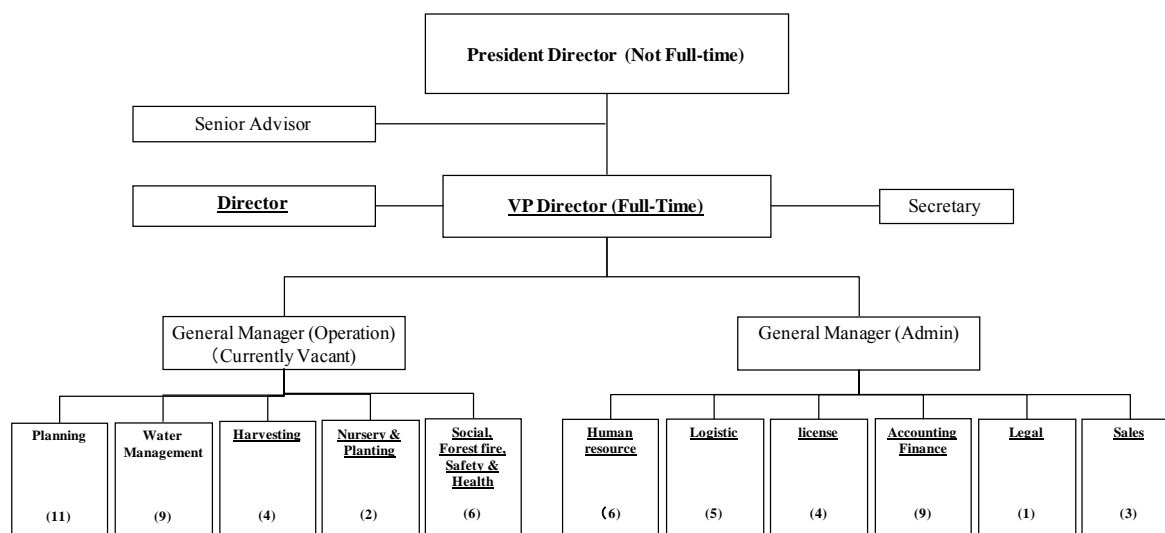 President Director (Not Full-time)
Senior Advisor
Director
VP Director (Full-Time)
Secretary
General Manager (Operation)
（Currently Vacant)
General Manager (Admin)
Planning
(11)
Water
Management
(9)
Harvesting
(4)
Nursery &
Planting
(2)
Social,
Forest fire,
Safety &
Health
(6)
Human
resource
（6)
Logistic
(5)
license
(4)
Accounting
Finance
(9)
Legal
(1)
Sales
(3)